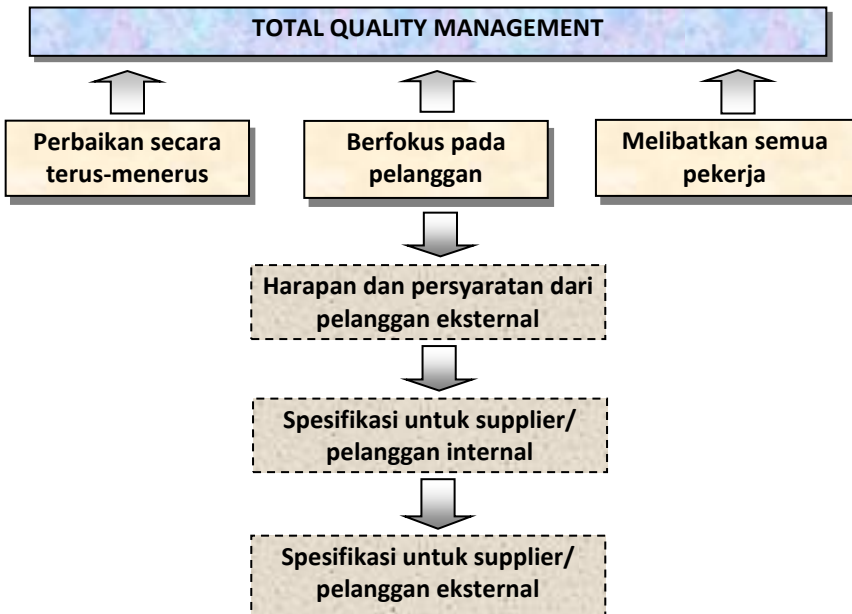 TOTAL QUALITY MANAGEMENT
Perbaikan secara
terus-menerus
Berfokus pada
pelanggan
Melibatkan semua
pekerja
Harapan dan persyaratan dari
pelanggan eksternal
Spesifikasi untuk supplier/
pelanggan internal
Spesifikasi untuk supplier/
pelanggan eksternal